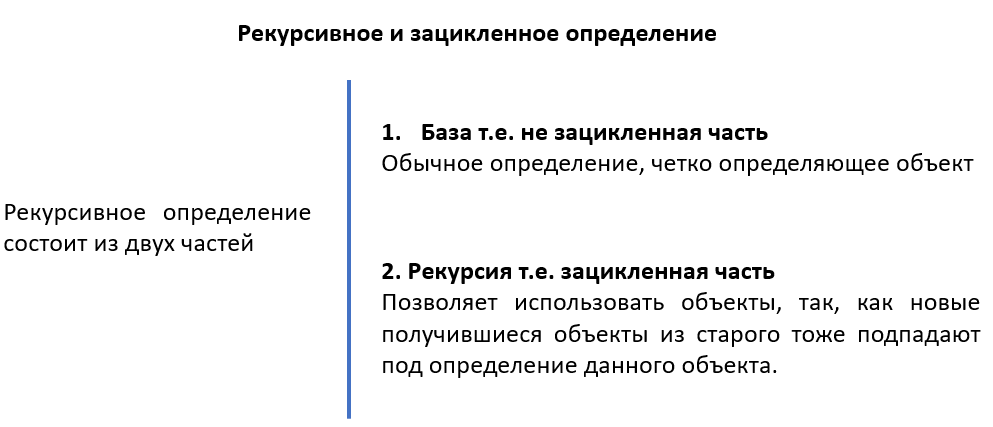 Рекурсивное и зацикленное определение
Рекурсивное определение
состоит из двух частей
1. База т.е. не зацикленная часть
Обычное определение, четко определяющее объект
2. Рекурсия т.е. зацикленная часть
Позволяет использовать объекты, так, как новые
получившиеся объекты из старого тоже подпадают
под определение данного объекта.